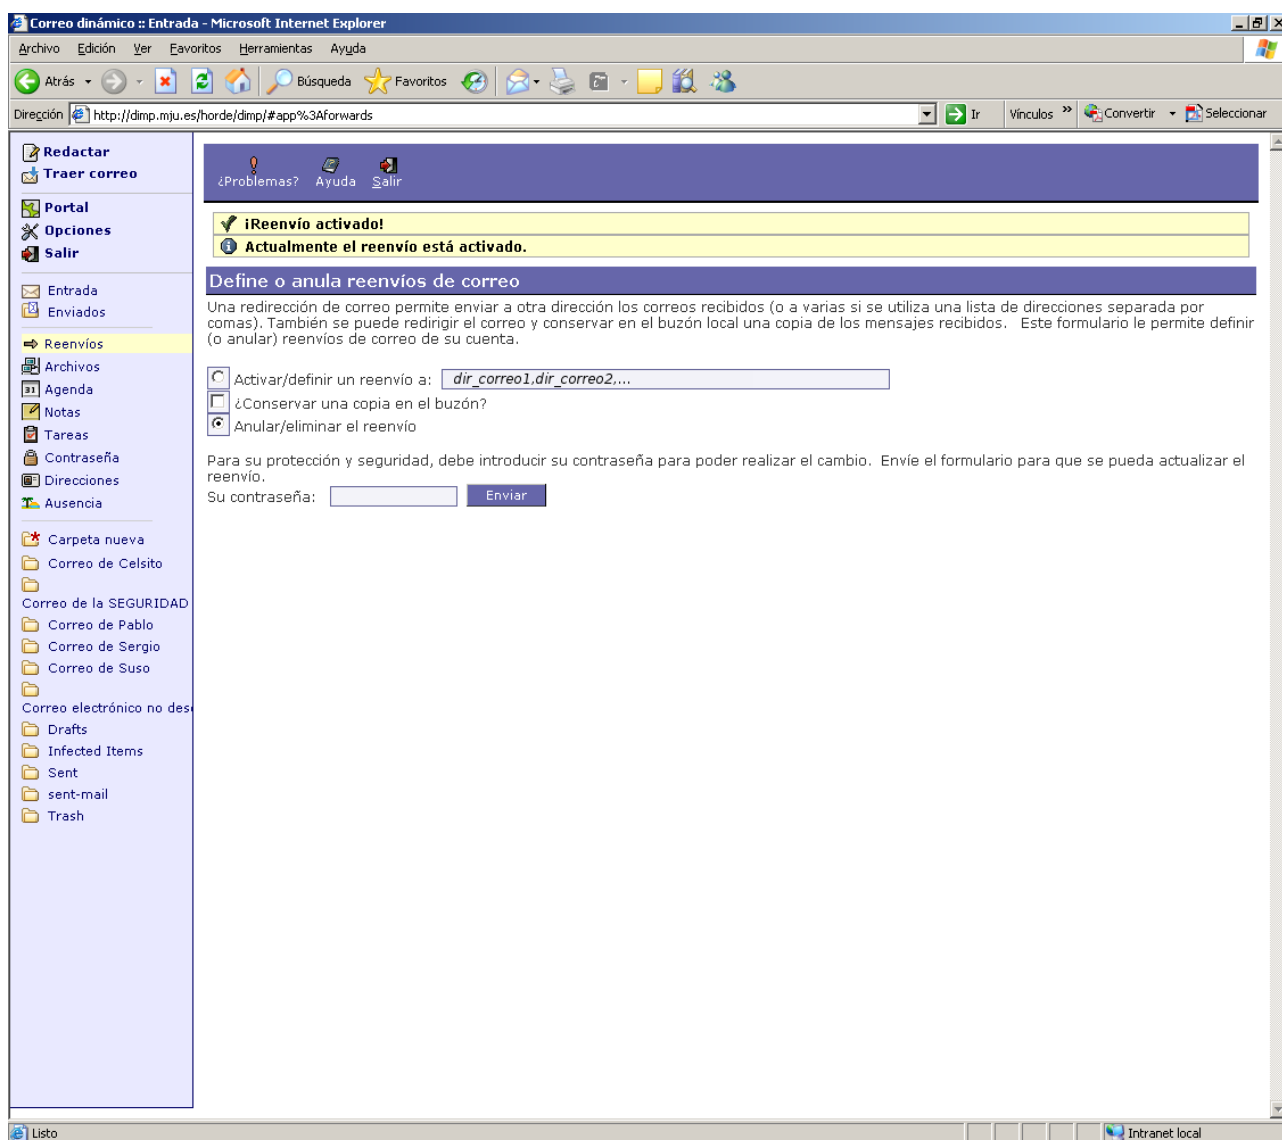 Correo dinámico :: Entrada - Microsoft Internet Explorer
Archivo Edición Ver Favoritos Herramientas Ayuda
Atrás Búsqueda Favoritos
Dirección http://dimp.mju.es/horde/dimp/#app%3Aforwards Ir Vínculos » Convertir Seleccionar
Redactar
Traer correo
Portal
Opciones
Salir
Entrada
Enviados
Reenvíos
Archivos
31 Agenda
Notas
Tareas
Contraseña
Direcciones
Ausencia
Carpeta nueva
Correo de Celsito
Correo de la SEGURIDAD
Correo de Pablo
Correo de Sergio
Correo de Suso
Correo electrónico no des
Drafts
Infected Items
Sent
sent-mail
Trash
¿Problemas? Ayuda Salir
¡Reenvío activado!
Actualmente el reenvío está activado.
Define o anula reenvíos de correo
Una redirección de correo permite enviar a otra dirección los correos recibidos (o a varias si se utiliza una lista de direcciones separada por
comas). También se puede redirigir el correo y conservar en el buzón local una copia de los mensajes recibidos. Este formulario le permite definir
(o anular) reenvíos de correo de su cuenta.
Activar/definir un reenvío a: dir_correo1,dir_correo2,...
¿Conservar una copia en el buzón?
Anular/eliminar el reenvío
Para su protección y seguridad, debe introducir su contraseña para poder realizar el cambio. Envíe el formulario para que se pueda actualizar el
reenvío.
Su contraseña: Enviar
Listo Intranet local